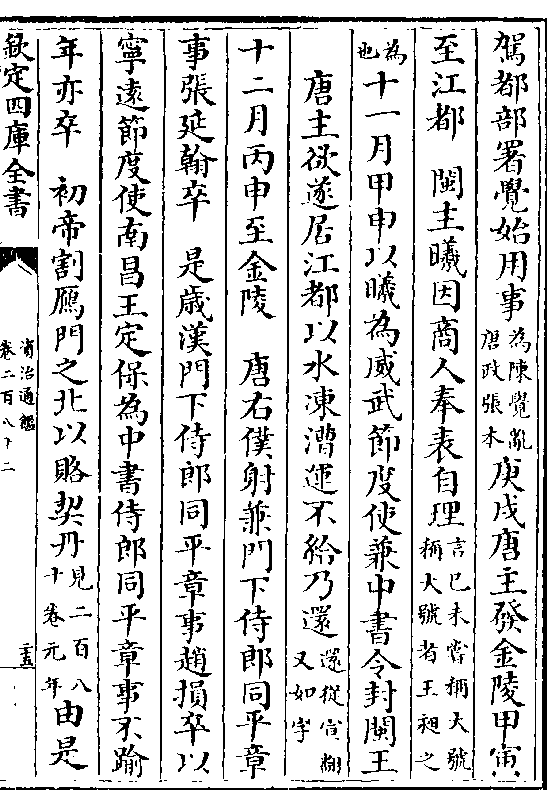 駕都部署覺始用事為陳覺亂唐政張本庚戌唐主發金陵甲寅
至江都　閩主曦因商人奉表自理言已未嘗稱大號稱大號者王昶之
為也十一月甲申以曦為威武節度使兼中書令封閩王
唐主欲遂居江都以水凍漕運不給乃還還從宣翻又如字
十二月丙申至金陵　唐右僕射兼門下侍郎同平章
事張延翰卒　是歲漢門下侍郎同平章事趙損卒以
寧遠節度使南昌王定保為中書侍郎同平章事不踰
年亦卒　初帝割鴈門之北以賂契丹見二百八十卷元年由是
欽定四庫全書
資治通鑑
卷二百八十二
三五